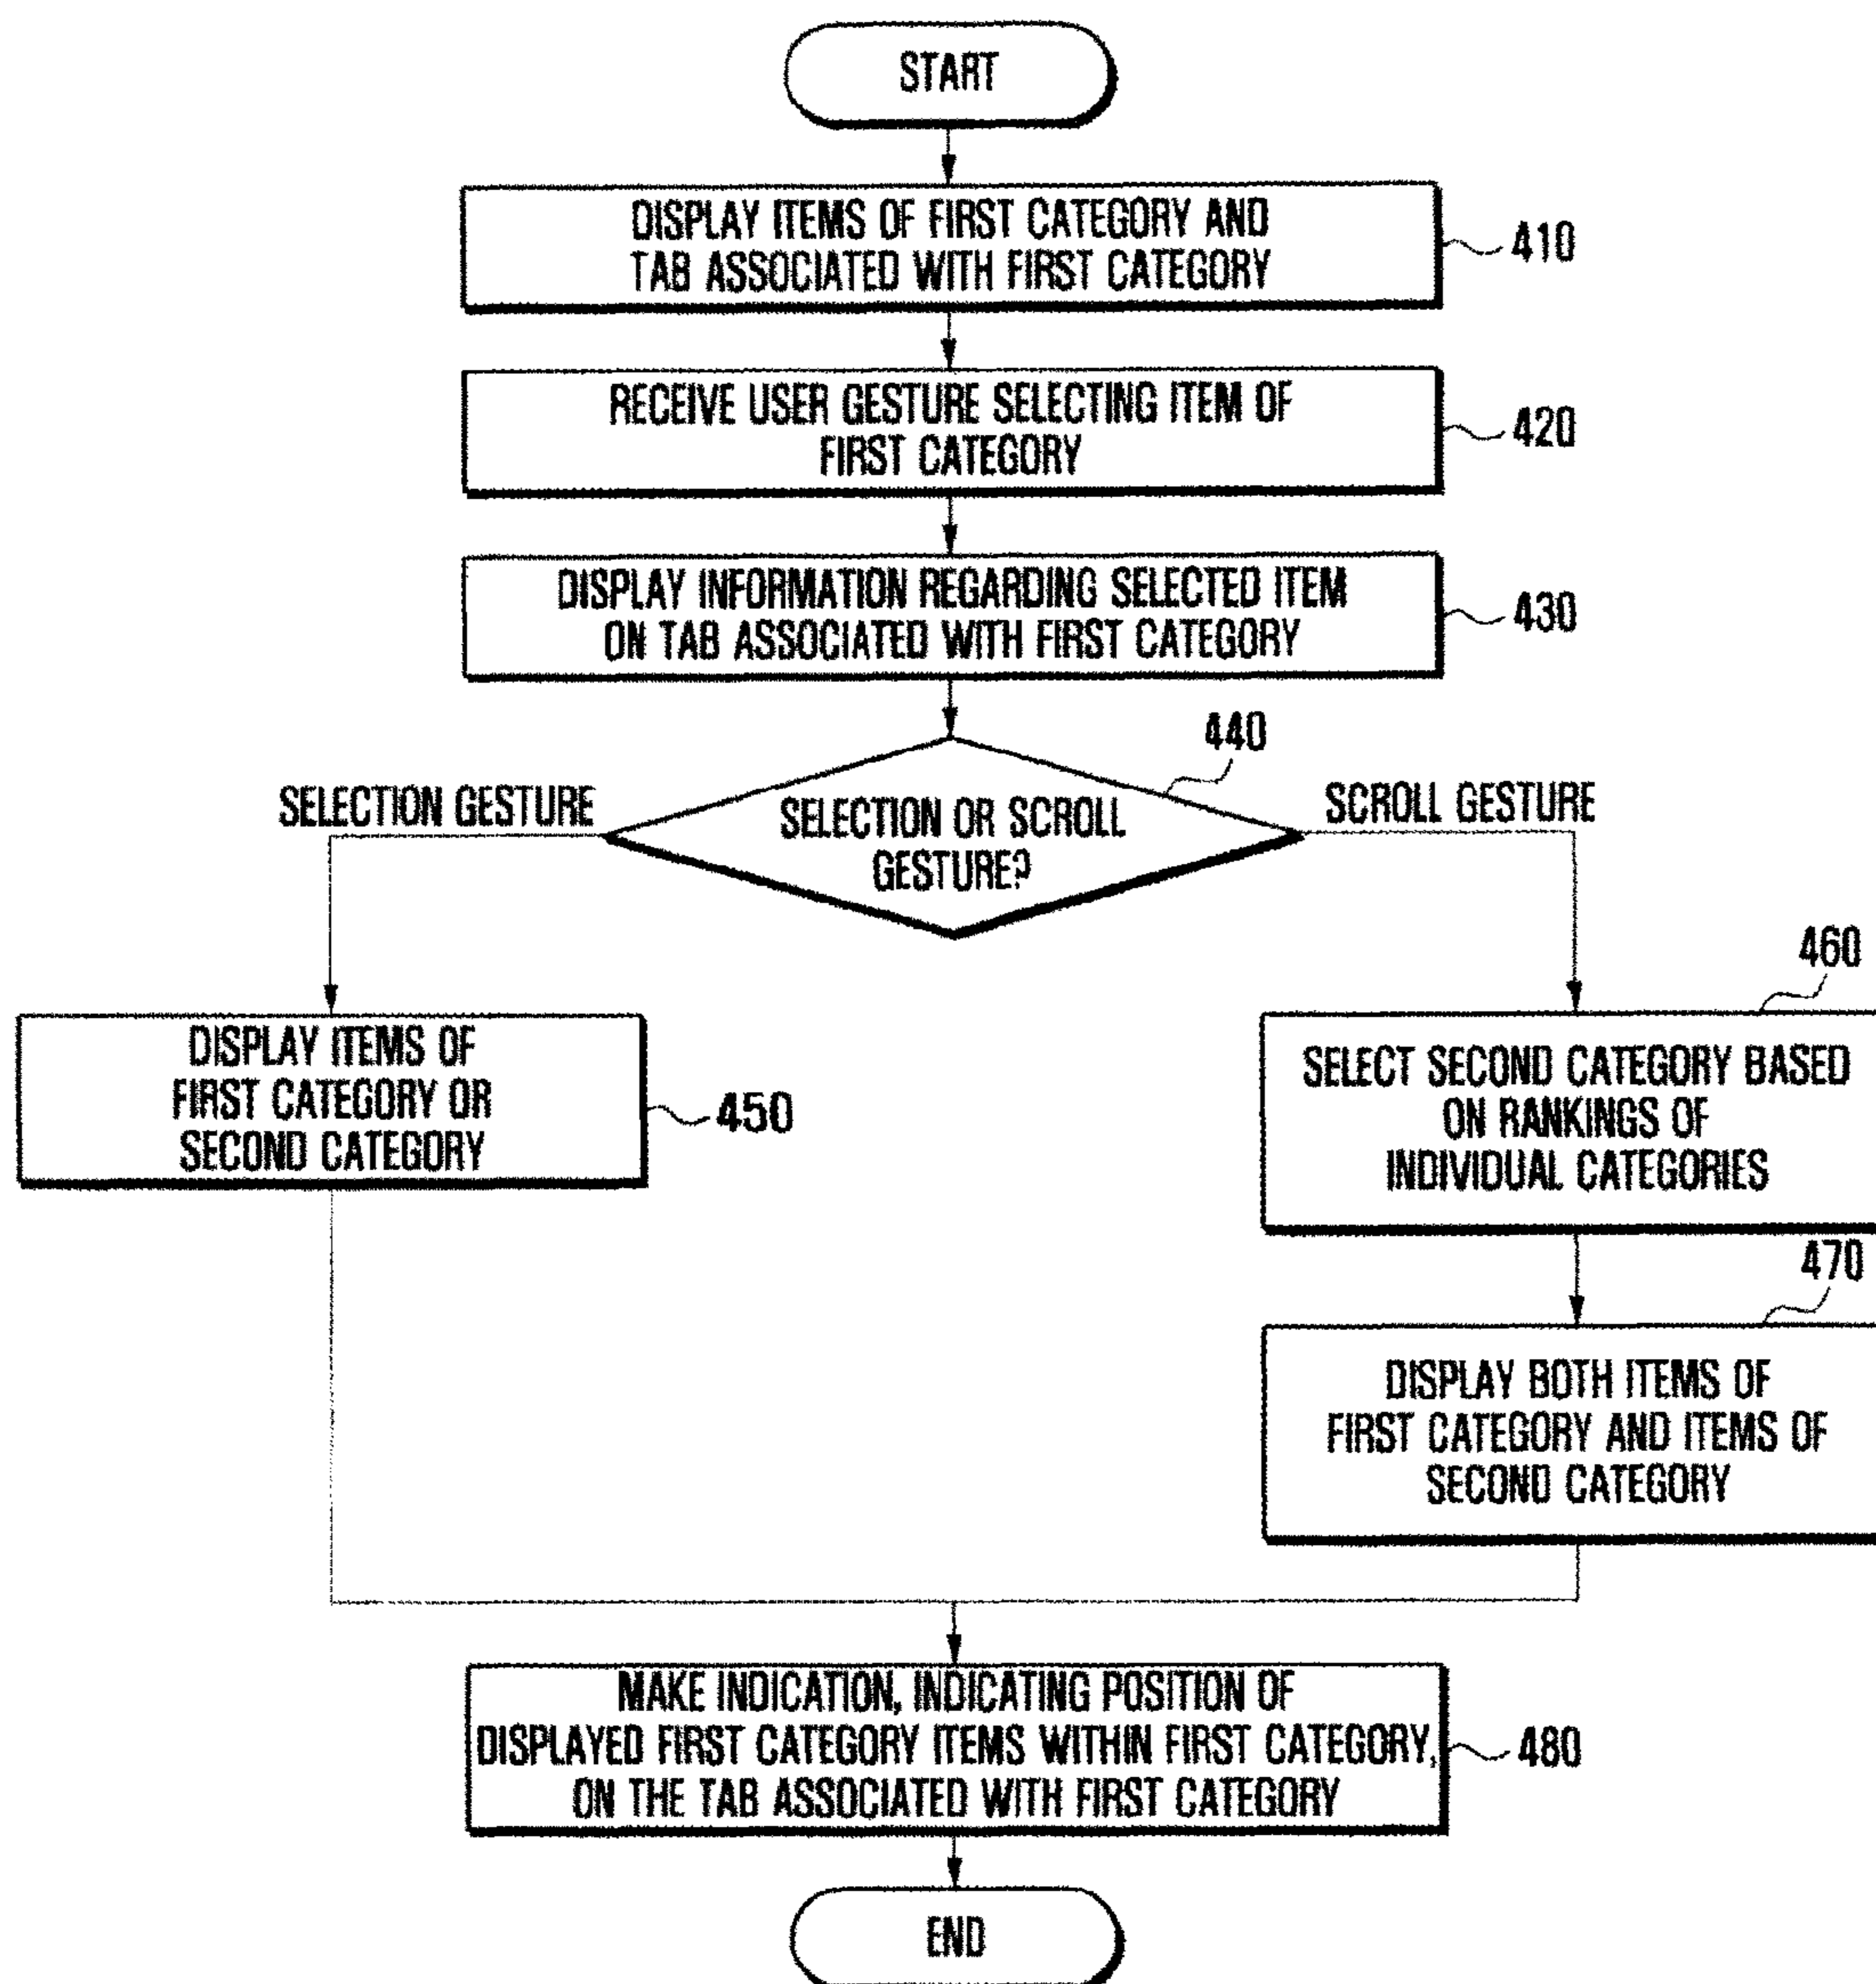 START
DISPLAY ITEMS OF FIRST CATEGORY AND
TAB ASSOCIATED WITH FIRST CATEGORY
410
RECEIVE USER GESTURE SELECTING ITEM OF
FIRST CATEGORY
420
DISPLAY INFORMATION REGARDING SELECTED ITEM
ON TAB ASSOCIATED WITH FIRST CATEGORY
430
440
SELECTION GESTURE
SELECTION OR SCROLL
GESTURE?
SCROLL GESTURE
DISPLAY ITEMS OF
FIRST CATEGORY OR
SECOND CATEGORY
450
460
SELECT SECOND CATEGORY BASED
ON RANKINGS OF
INDIVIDUAL CATEGORIES
470
DISPLAY BOTH ITEMS OF
FIRST CATEGORY AND ITEMS OF
SECOND CATEGORY
MAKE INDICATION, INDICATING POSITION OF
DISPLAYED FIRST CATEGORY ITEMS WITHIN FIRST CATEGORY,
ON THE TAB ASSOCIATED WITH FIRST CATEGORY
480
END